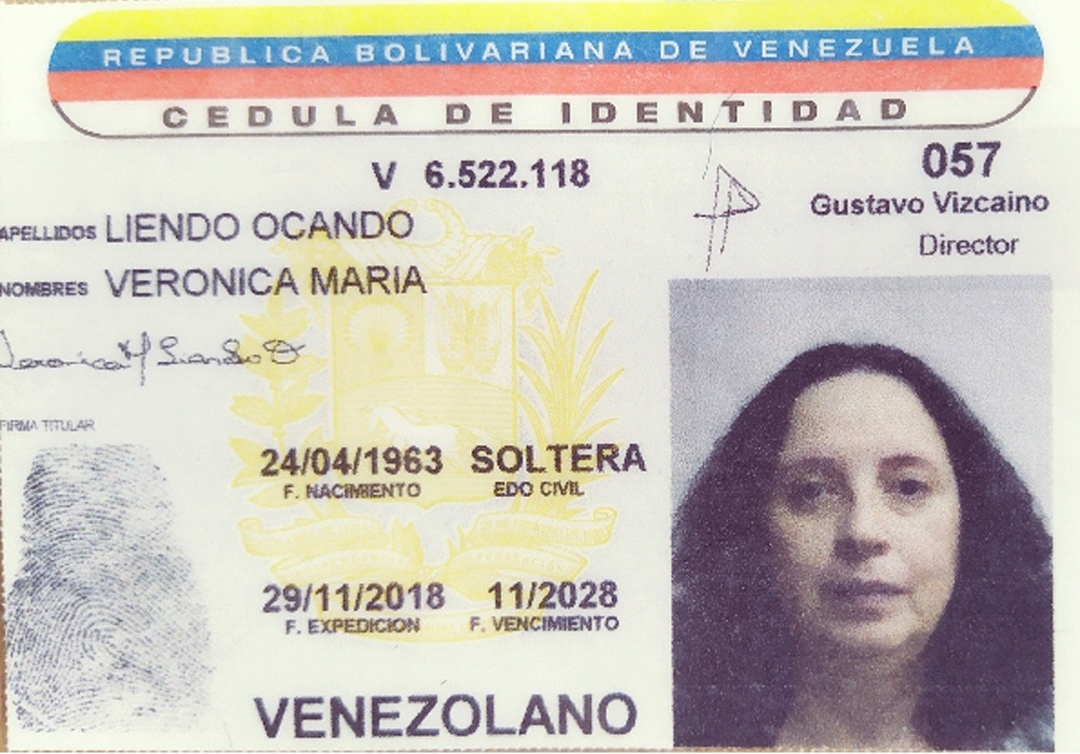 REPUBLICA BOLIVARIANA DE VENEZUELA
CEDULA DE IDENTIDAD
V 6.522.118
057
Gustavo Vizcaino
Director
APELLIDOS LIENDO OCANDO
NOMBRES VERONICA MARIA
Veronica M Liendo O
FIRMA TITULAR
24/04/1963 SOLTERA
F. NACIMIENTO EDO CIVIL
29/11/2018 11/2028
F. EXPEDICION F. VENCIMIENTO
VENEZOLANO